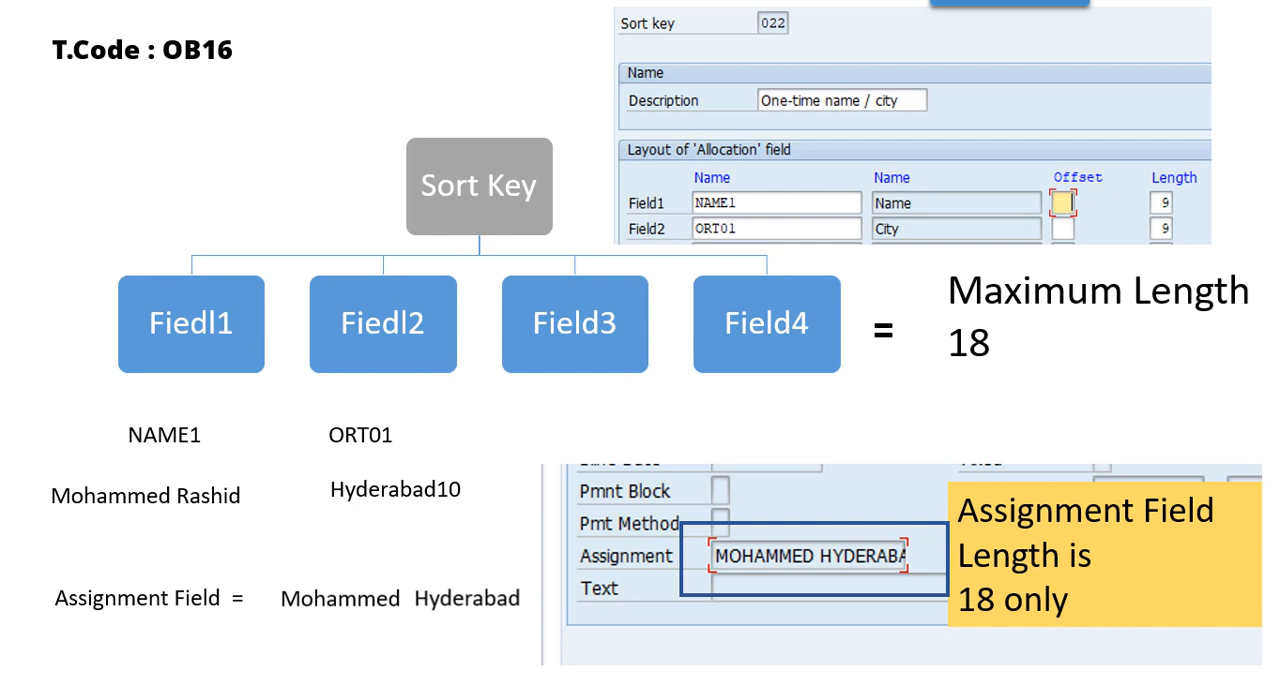 T.Code : OB16
Sort key 022
Name
Description One-time name / city
Layout of 'Allocation' field
Name Name Offset Length
Field1 NAME1 Name 9
Field2 ORT01 City 9
Sort Key
Fiedl1 Fiedl2 Field3 Field4
=
Maximum Length
18
NAME1 ORT01
Mohammed Rashid Hyderabad10
Assignment Field = Mohammed Hyderabad
Pmnt Block
Pmt Method
Assignment MOHAMMED HYDERABA
Text
Assignment Field
Length is
18 only